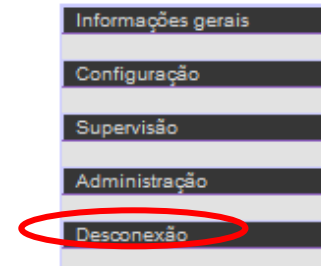 Informações gerais
Configuração
Supervisão
Administração
Desconexão